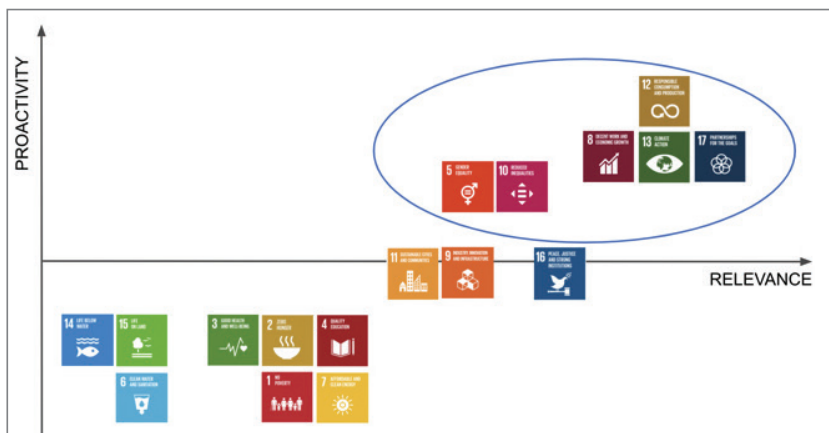 PROACTIVITY
12 RESPONSIBLE
CONSUMPTION
AND PRODUCTION
8 DECENT WORK AND
ECONOMIC GROWTH
13 CLIMATE
ACTION
17 PARTNERSHIPS
FOR THE GOALS
5 GENDER
EQUALITY
10 REDUCED
INEQUALITIES
11 SUSTAINABLE CITIES
AND COMMUNITIES
9 INDUSTRY, INNOVATION
AND INFRASTRUCTURE
16 PEACE, JUSTICE
AND STRONG
INSTITUTIONS
RELEVANCE
14 LIFE BELOW
WATER
15 LIFE
ON LAND
3 GOOD HEALTH
AND WELL-BEING
2 ZERO
HUNGER
4 QUALITY
EDUCATION
6 CLEAN WATER
AND SANITATION
1 NO
POVERTY
7 AFFORDABLE AND
CLEAN ENERGY